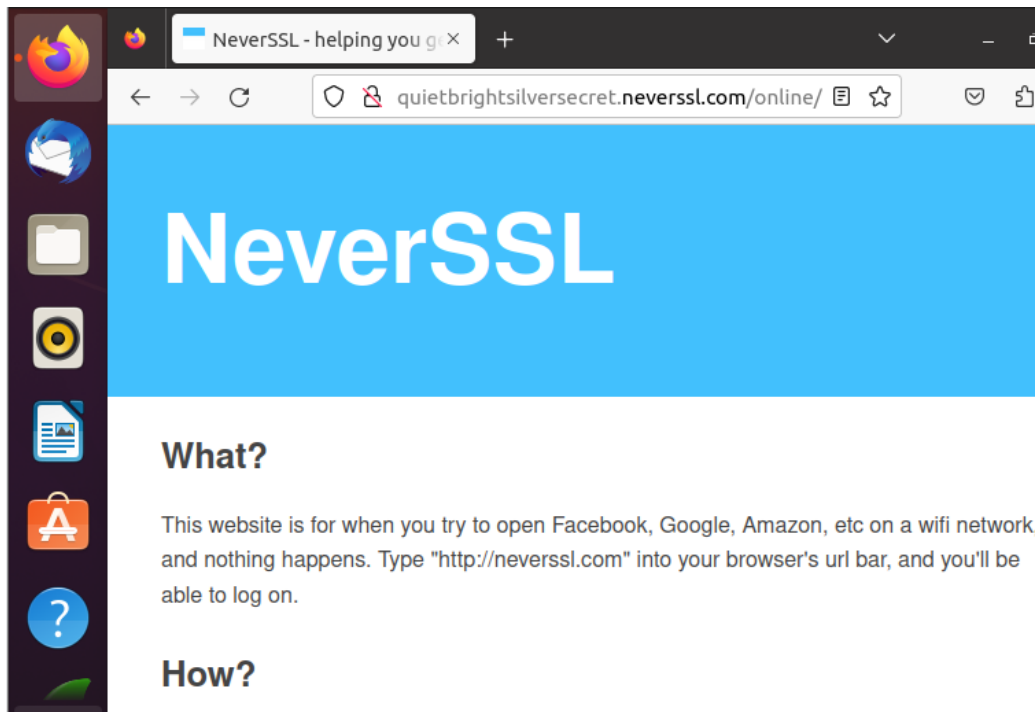 NeverSSL - helping you ge
quietbrightsilversecret.neverssl.com/online/
NeverSSL
What?
This website is for when you try to open Facebook, Google, Amazon, etc on a wifi network,
and nothing happens. Type "http://neverssl.com" into your browser's url bar, and you'll be
able to log on.
How?